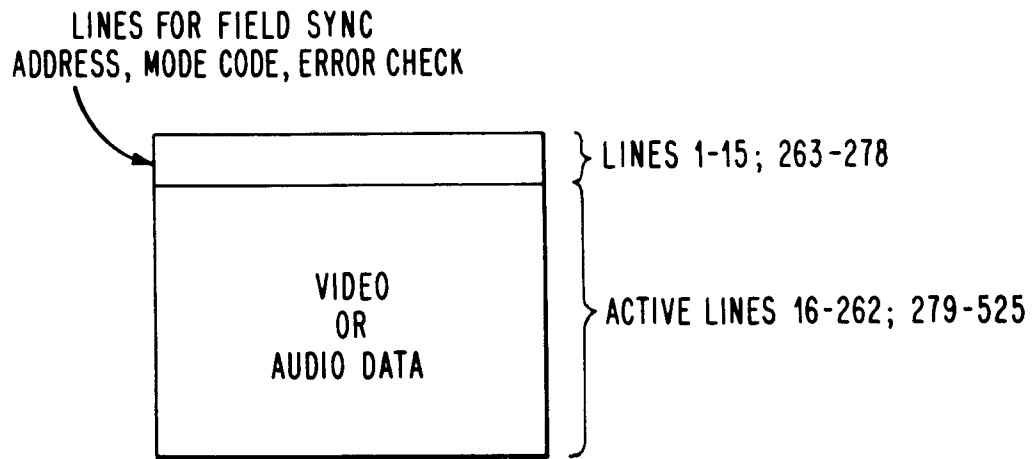 LINES FOR FIELD SYNC
ADDRESS, MODE CODE, ERROR CHECK
LINES 1-15; 263-278
VIDEO
OR
AUDIO DATA
ACTIVE LINES 16-262; 279-525